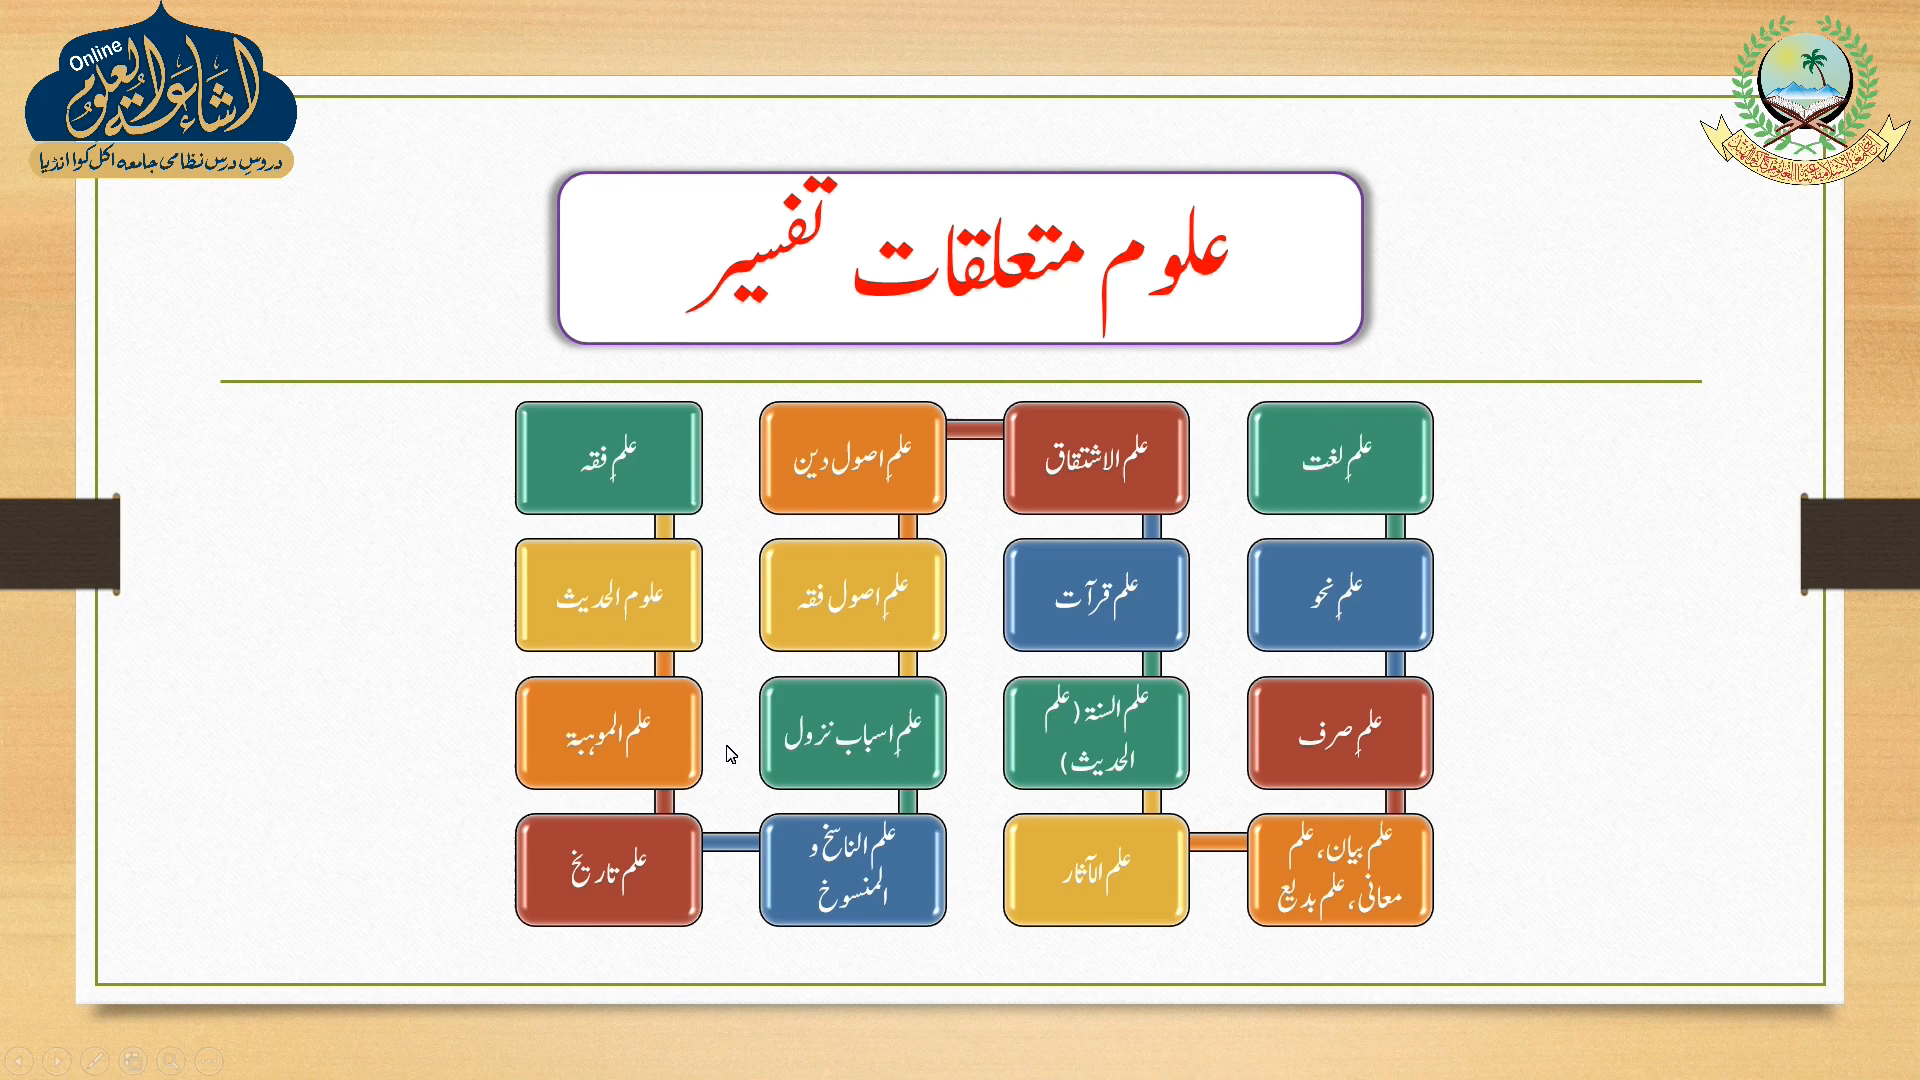 Online
اشاعۃ العلوم
دروسِ درس نظامی جامعہ اکل کوا انڈیا
علوم متعلقات تفسیر
علمِ لغت
علمِ نحو
علمِ صرف
علم بیان، علم
معانی، علم بدیع
علم الآثار
علم السنۃ (علم
الحدیث)
علم قرآت
علم الاشتقاق
علمِ اصول دین
علمِ اصول فقہ
علمِ اسباب نزول
علم الناسخ و
المنسوخ
علم تاریخ
علم الموہبۃ
علوم الحدیث
علمِ فقہ